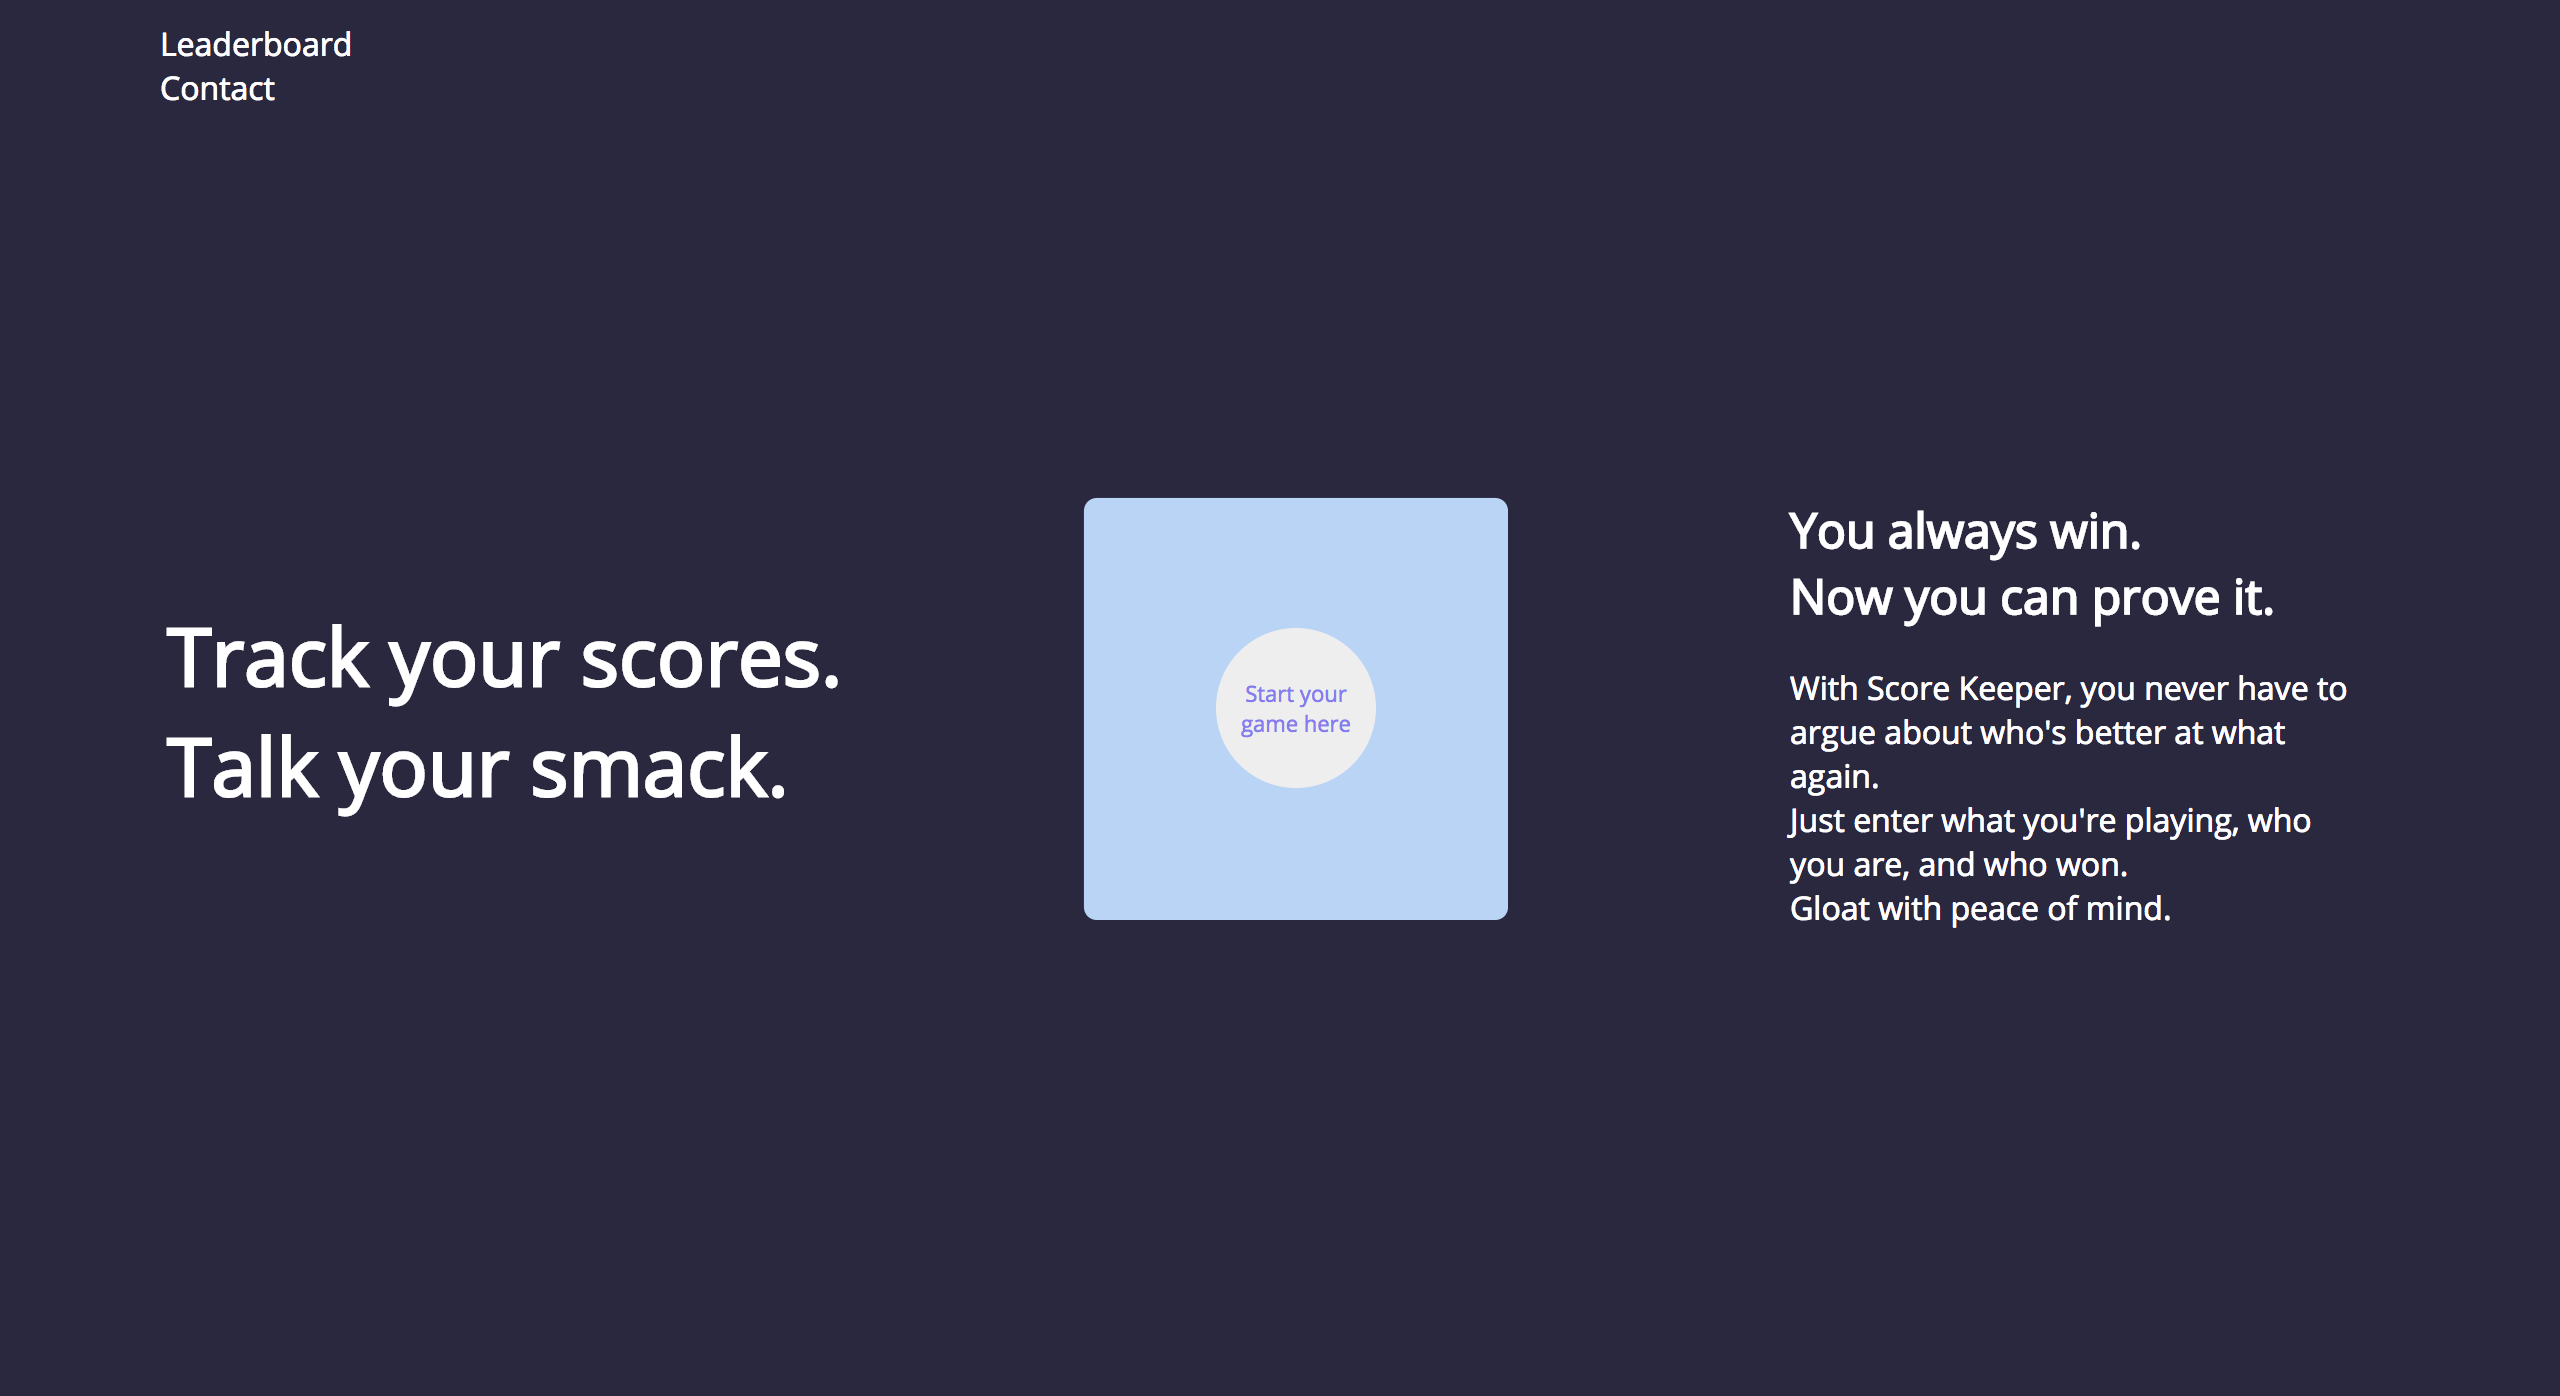 Leaderboard
Contact
Track your scores.
Talk your smack.
Start your
game here
You always win.
Now you can prove it.
With Score Keeper, you never have to
argue about who's better at what
again.
Just enter what you're playing, who
you are, and who won.
Gloat with peace of mind.